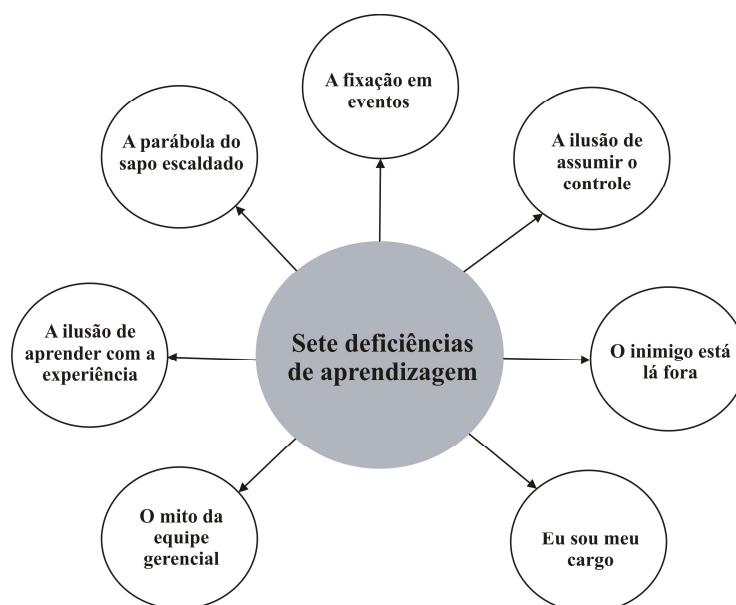 A fixação em
eventos
A parábola do
sapo escaldado
A ilusão de
assumir o
controle
Sete deficiências
de aprendizagem
A ilusão de
aprender com a
experiência
O inimigo está
lá fora
O mito da
equipe
gerencial
Eu sou meu
cargo